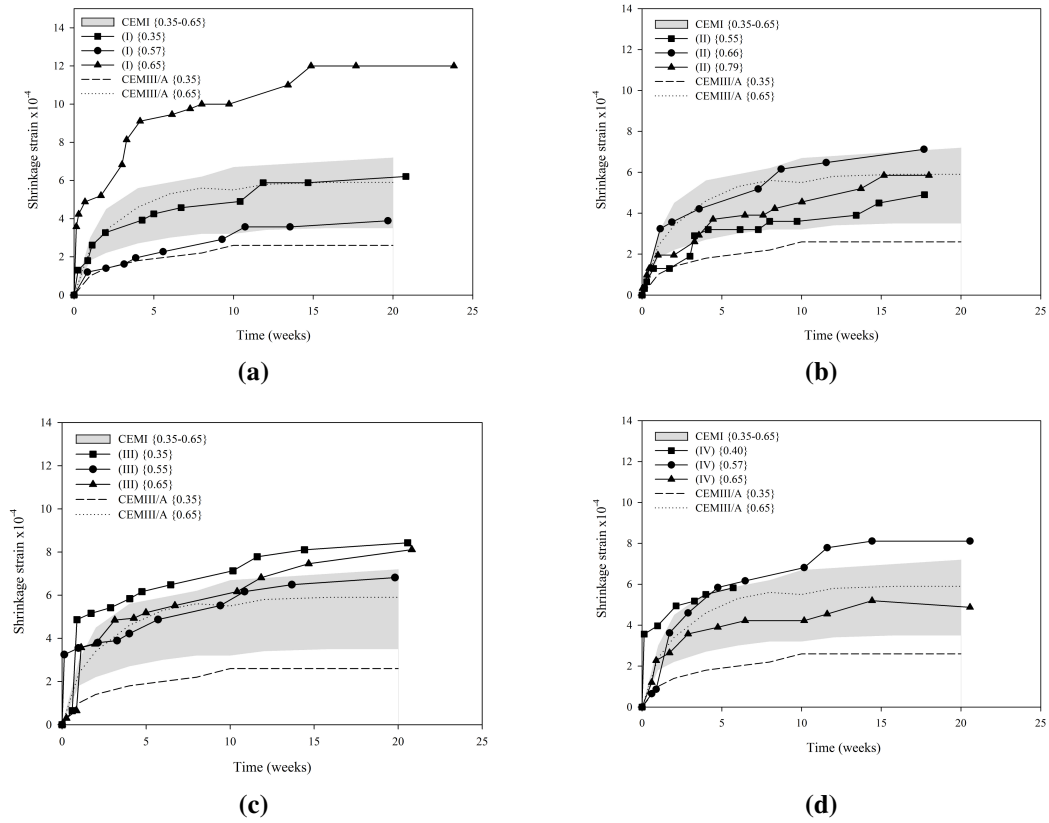 14
12
10
8
6
4
2
0
Shrinkage strain x10-4
CEMI {0.35-0.65}
(I) {0.35}
(I) {0.57}
(I) {0.65}
CEMIII/A {0.35}
CEMIII/A {0.65}
0 5 10 15 20 25
Time (weeks)
(a)
14
12
10
8
6
4
2
0
Shrinkage strain x10-4
CEMI {0.35-0.65}
(II) {0.55}
(II) {0.66}
(II) {0.79}
CEMIII/A {0.35}
CEMIII/A {0.65}
0 5 10 15 20 25
Time (weeks)
(b)
14
12
10
8
6
4
2
0
Shrinkage strain x10-4
CEMI {0.35-0.65}
(III) {0.35}
(III) {0.55}
(III) {0.65}
CEMIII/A {0.35}
CEMIII/A {0.65}
0 5 10 15 20 25
Time (weeks)
(c)
14
12
10
8
6
4
2
0
Shrinkage strain x10-4
CEMI {0.35-0.65}
(IV) {0.40}
(IV) {0.57}
(IV) {0.65}
CEMIII/A {0.35}
CEMIII/A {0.65}
0 5 10 15 20 25
Time (weeks)
(d)